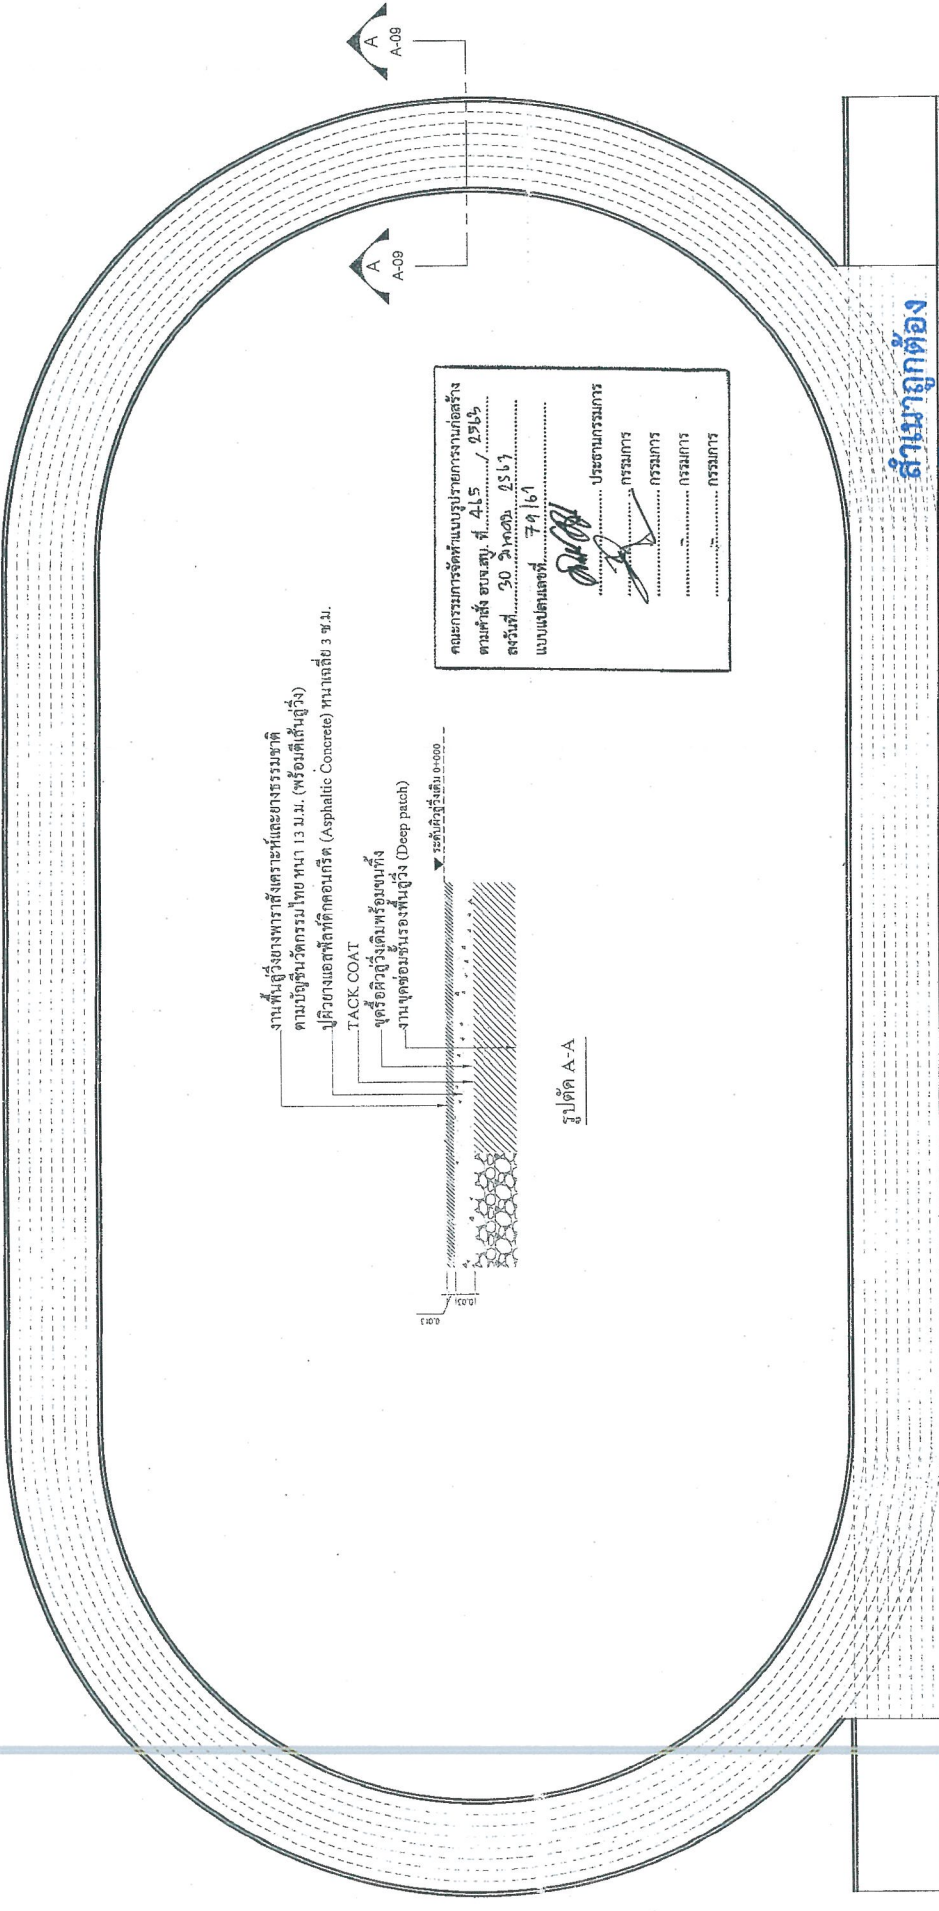 A
A-09
A
A-09
งานพื้นลู่วิ่งยางพาราสังเคราะห์และยางธรรมชาติ
ตามบัญชีนวัตกรรมไทย หนา 13 ม.ม. (พร้อมตีเส้นลู่วิ่ง)
ปูผิวยางแอสฟัลท์ติกคอนกรีต (Asphaltic Concrete) หนาเฉลี่ย 3 ซ.ม.
TACK COAT
ขูดรื้อผิวลู่วิ่งเดิมพร้อมขนทิ้ง
งานขุดซ่อมชั้นรองพื้นลู่วิ่ง (Deep patch)
ระดับผิวลู่วิ่งเดิม 0+000
0.013
0.03
รูปตัด A-A
คณะกรรมการจัดทำแบบรูปรายการงานก่อสร้าง
ตามคำสั่ง อบจ.สบ. ที่ 465 / 2563
ลงวันที่ 30 2563
แบบแปลนเลขที่ 79/67
ประธานกรรมการ
กรรมการ
กรรมการ
กรรมการ
กรรมการ
สำเนาถูกต้อง